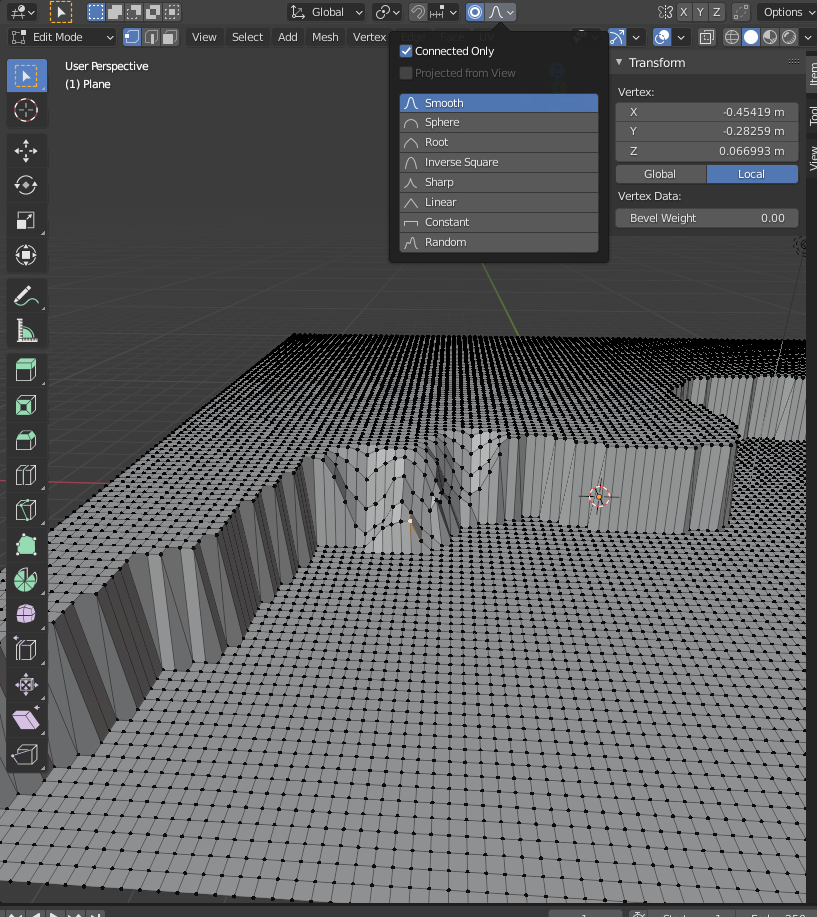 Global
X Y Z
Options
Edit Mode
View Select Add Mesh Vertex
User Perspective
(1) Plane
Connected Only
Projected from View
Smooth
Sphere
Root
Inverse Square
Sharp
Linear
Constant
Random
Transform
Vertex:
X -0.45419 m
Y -0.28259 m
Z 0.066993 m
Global Local
Vertex Data:
Bevel Weight 0.00
Item
Tool
View